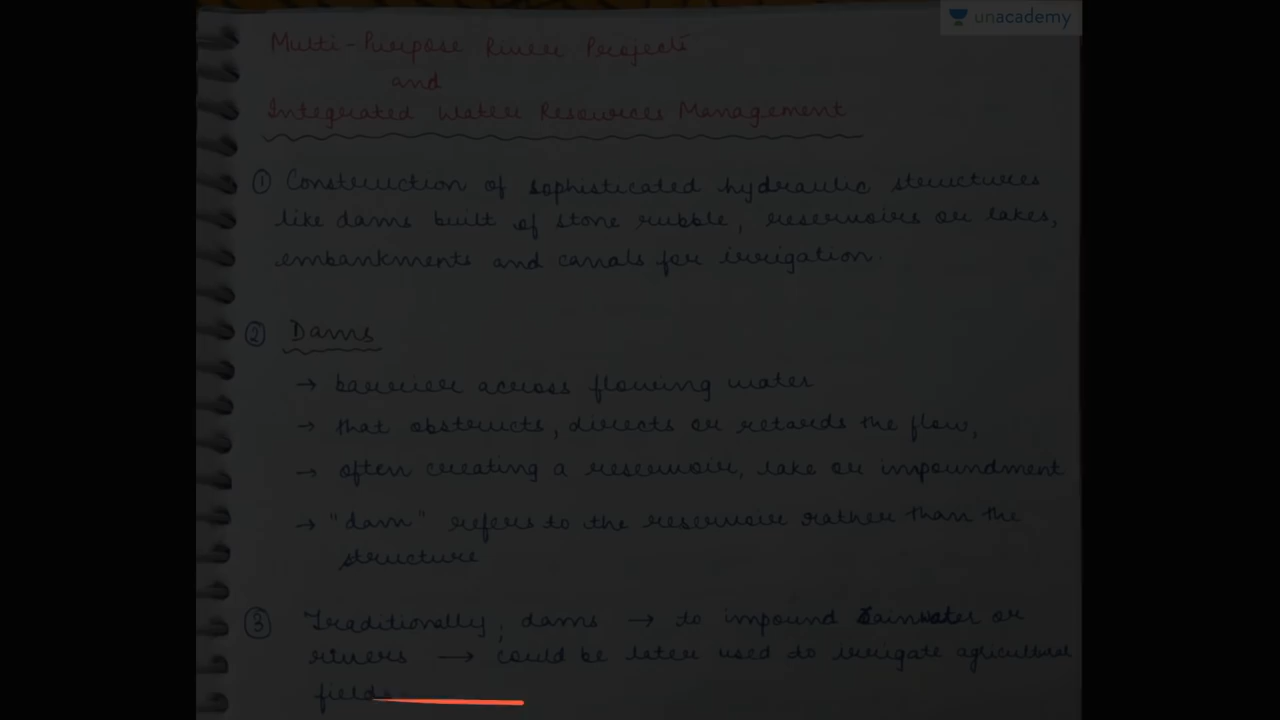 unacademy
Multi-Purpose River Projects
and
Integrated Water Resources Management
① Construction of sophisticated hydraulic structures
like dams built of stone rubble, reservoirs or lakes,
embankments and canals for irrigation.
② Dams
→ barrier across flowing water
→ that obstructs, directs or retards the flow,
→ often creating a reservoir, lake or impoundment
→ "dam" refers to the reservoir rather than the
structure
③ Traditionally, dams → to impound rainwater or
rivers → could be later used to irrigate agricultural
fields